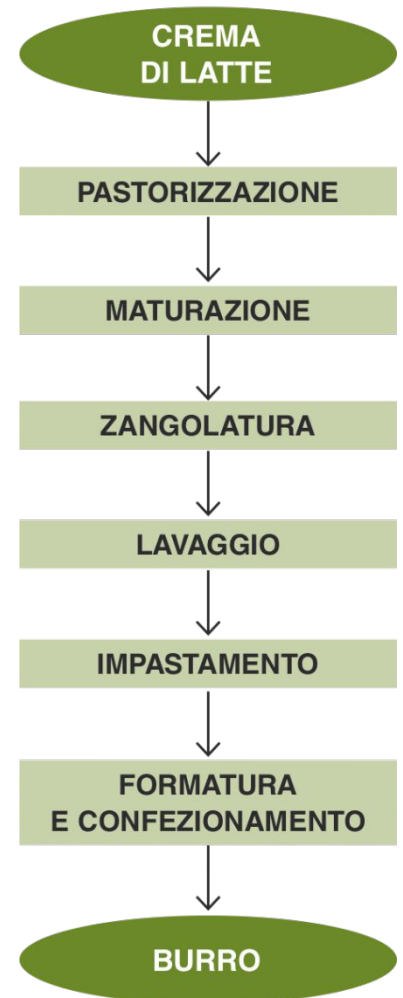 CREMA
DI LATTE
PASTORIZZAZIONE
MATURAZIONE
ZANGOLATURA
LAVAGGIO
IMPASTAMENTO
FORMATURA
E CONFEZIONAMENTO
BURRO